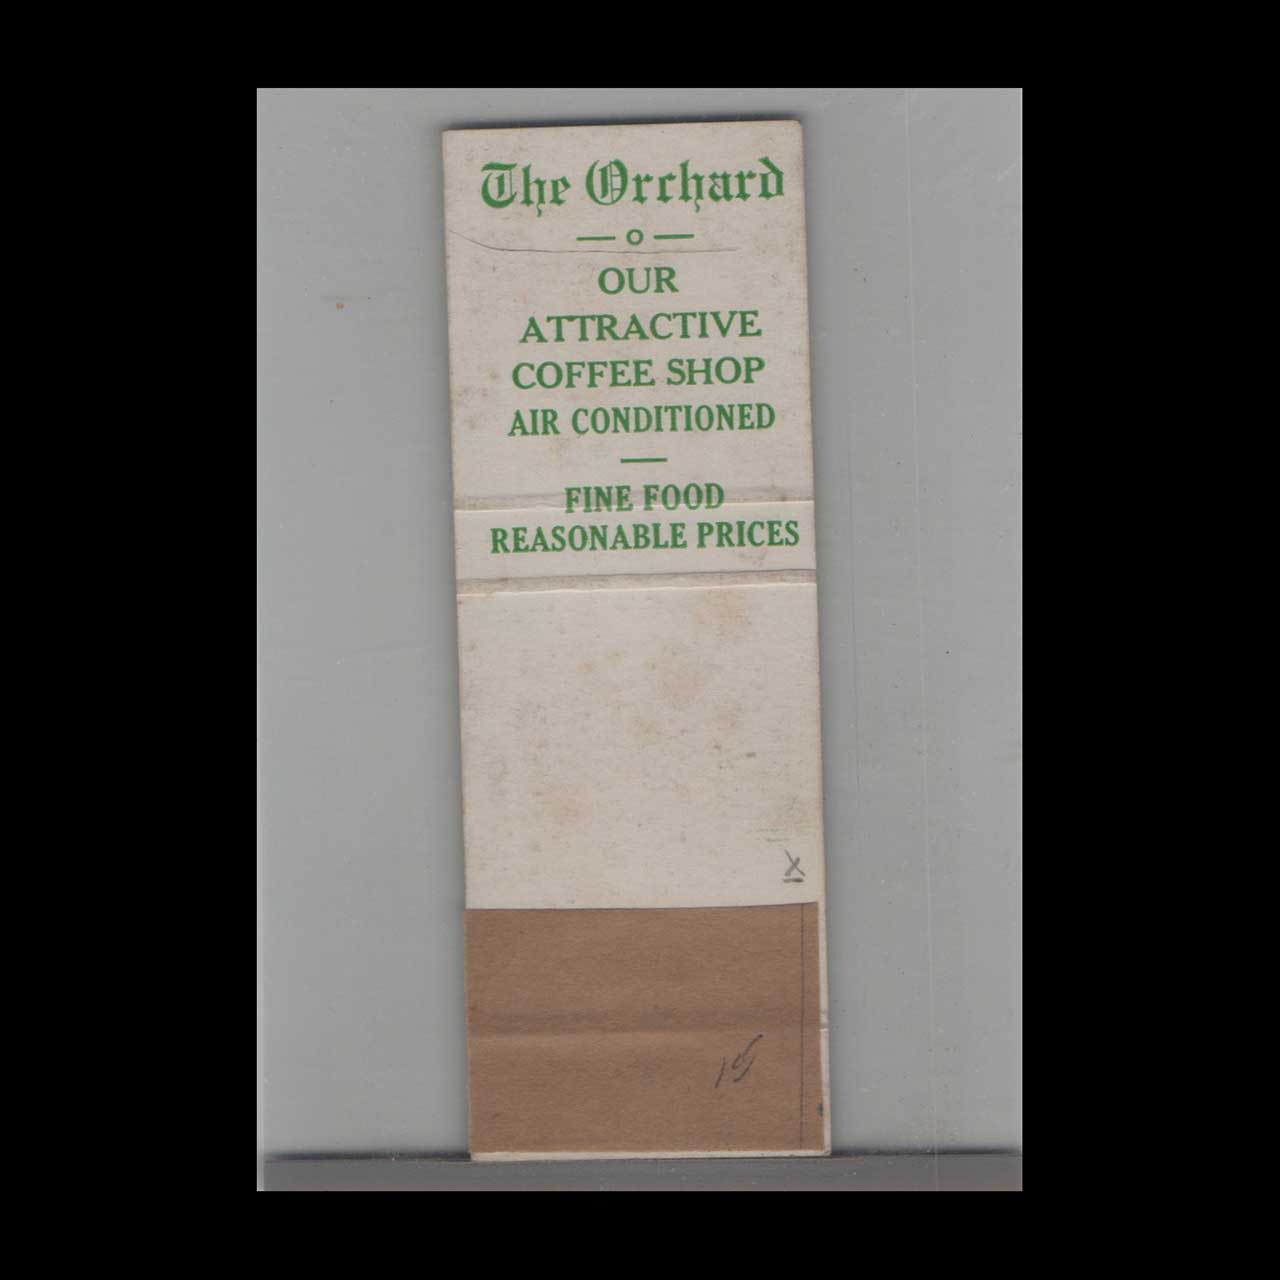 The Orchard
OUR
ATTRACTIVE
COFFEE SHOP
AIR CONDITIONED
FINE FOOD
REASONABLE PRICES
X